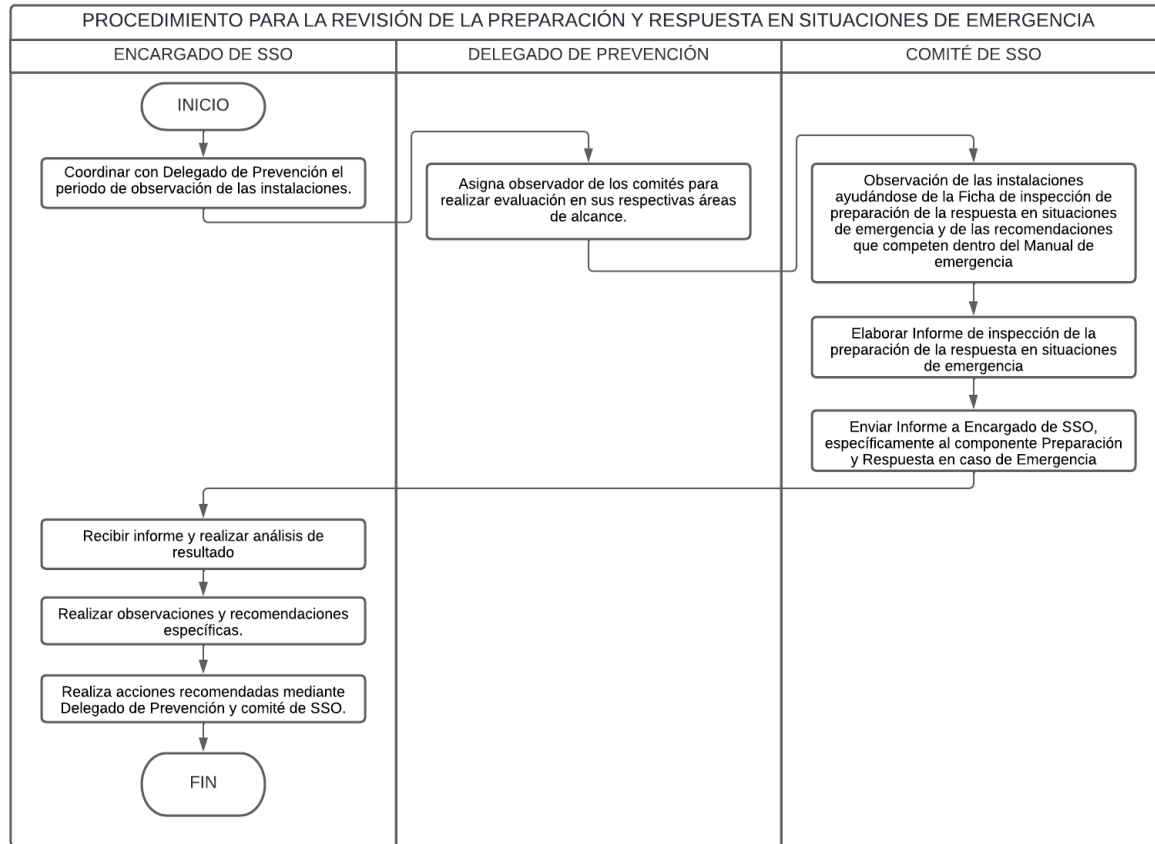 PROCEDIMIENTO PARA LA REVISIÓN DE LA PREPARACIÓN Y RESPUESTA EN SITUACIONES DE EMERGENCIA
ENCARGADO DE SSO
DELEGADO DE PREVENCIÓN
COMITÉ DE SSO
INICIO
Coordinar con Delegado de Prevención el
periodo de observación de las instalaciones.
Asigna observador de los comités para
realizar evaluación en sus respectivas áreas
de alcance.
Observación de las instalaciones
ayudándose de la Ficha de inspección de
preparación de la respuesta en situaciones
de emergencia y de las recomendaciones
que competen dentro del Manual de
emergencia
Elaborar Informe de inspección de la
preparación de la respuesta en situaciones
de emergencia
Enviar Informe a Encargado de SSO,
específicamente al componente Preparación
y Respuesta en caso de Emergencia
Recibir informe y realizar análisis de
resultado
Realizar observaciones y recomendaciones
específicas.
Realiza acciones recomendadas mediante
Delegado de Prevención y comité de SSO.
FIN